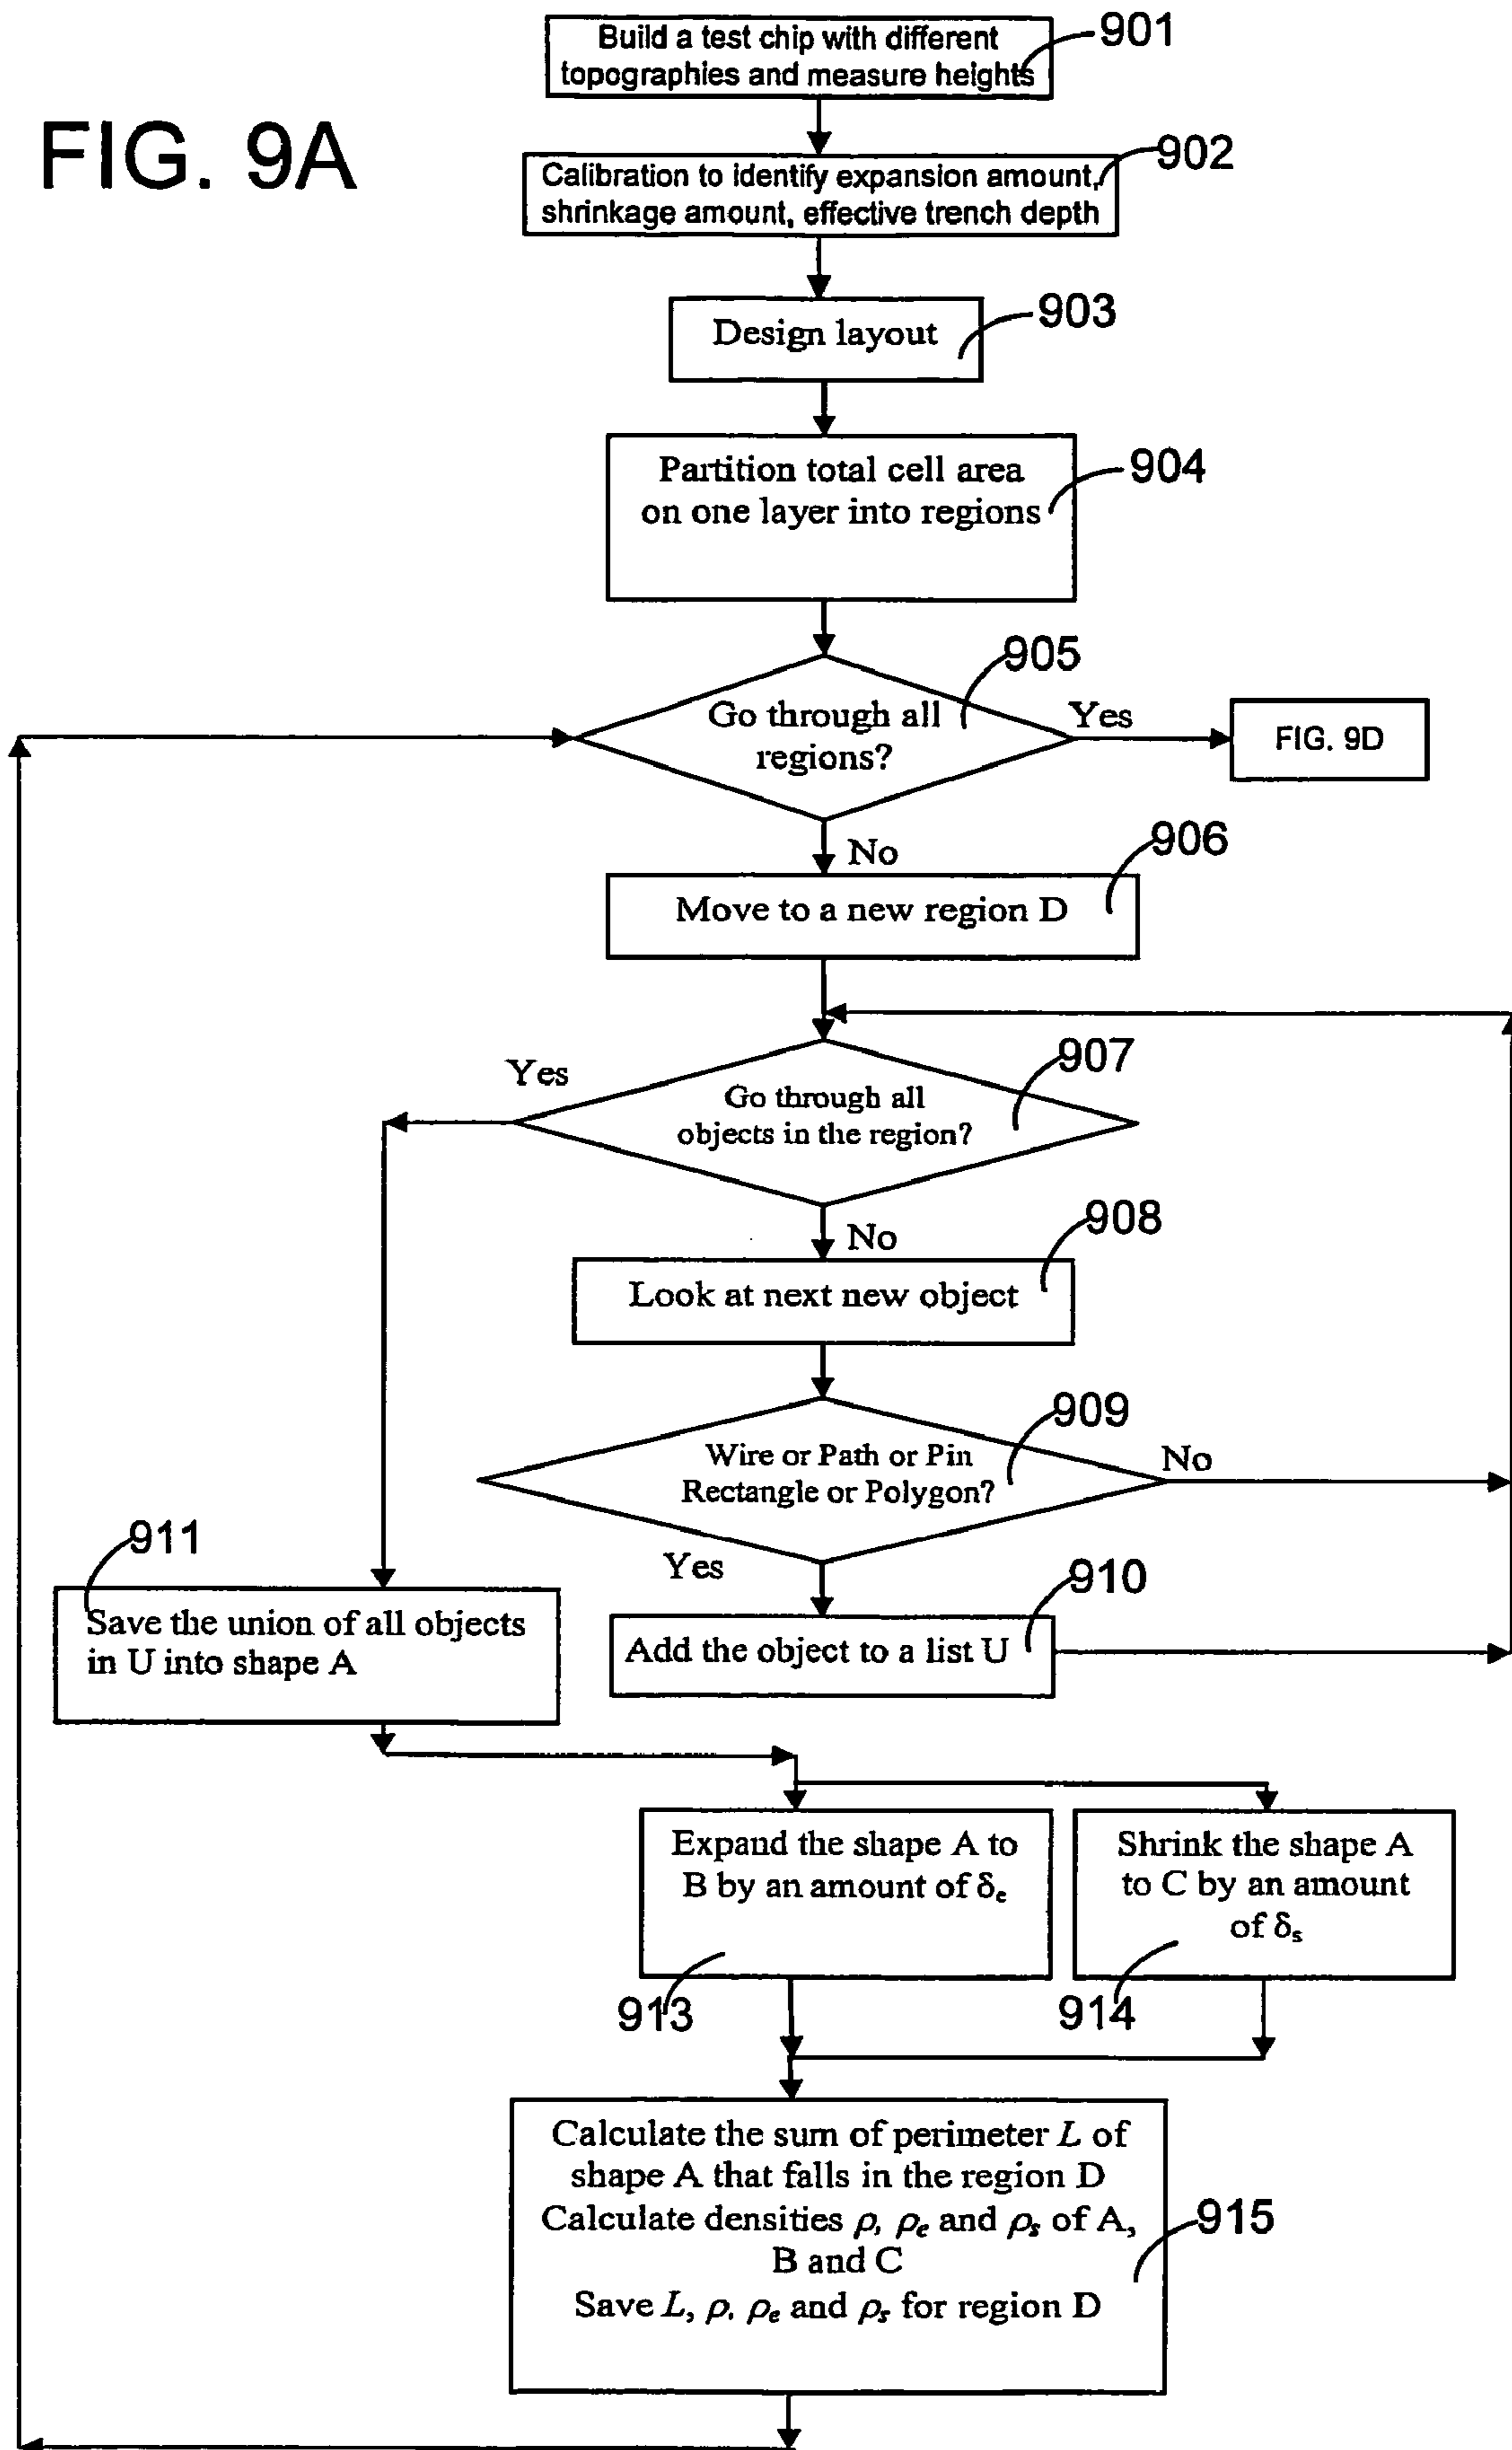 FIG. 9A
Build a test chip with different
topographies and measure heights
901
Calibration to identify expansion amount,
shrinkage amount, effective trench depth
902
Design layout
903
Partition total cell area
on one layer into regions
904
Go through all
regions?
905
Yes
FIG. 9D
No
906
Move to a new region D
Yes
907
Go through all
objects in the region?
No
908
Look at next new object
909
Wire or Path or Pin
Rectangle or Polygon?
No
Yes
911
Save the union of all objects
in U into shape A
910
Add the object to a list U
Expand the shape A to
B by an amount of δe
913
Shrink the shape A
to C by an amount
of δs
914
Calculate the sum of perimeter L of
shape A that falls in the region D
Calculate densities ρ, ρe and ρs of A,
B and C
Save L, ρ, ρe and ρs for region D
915